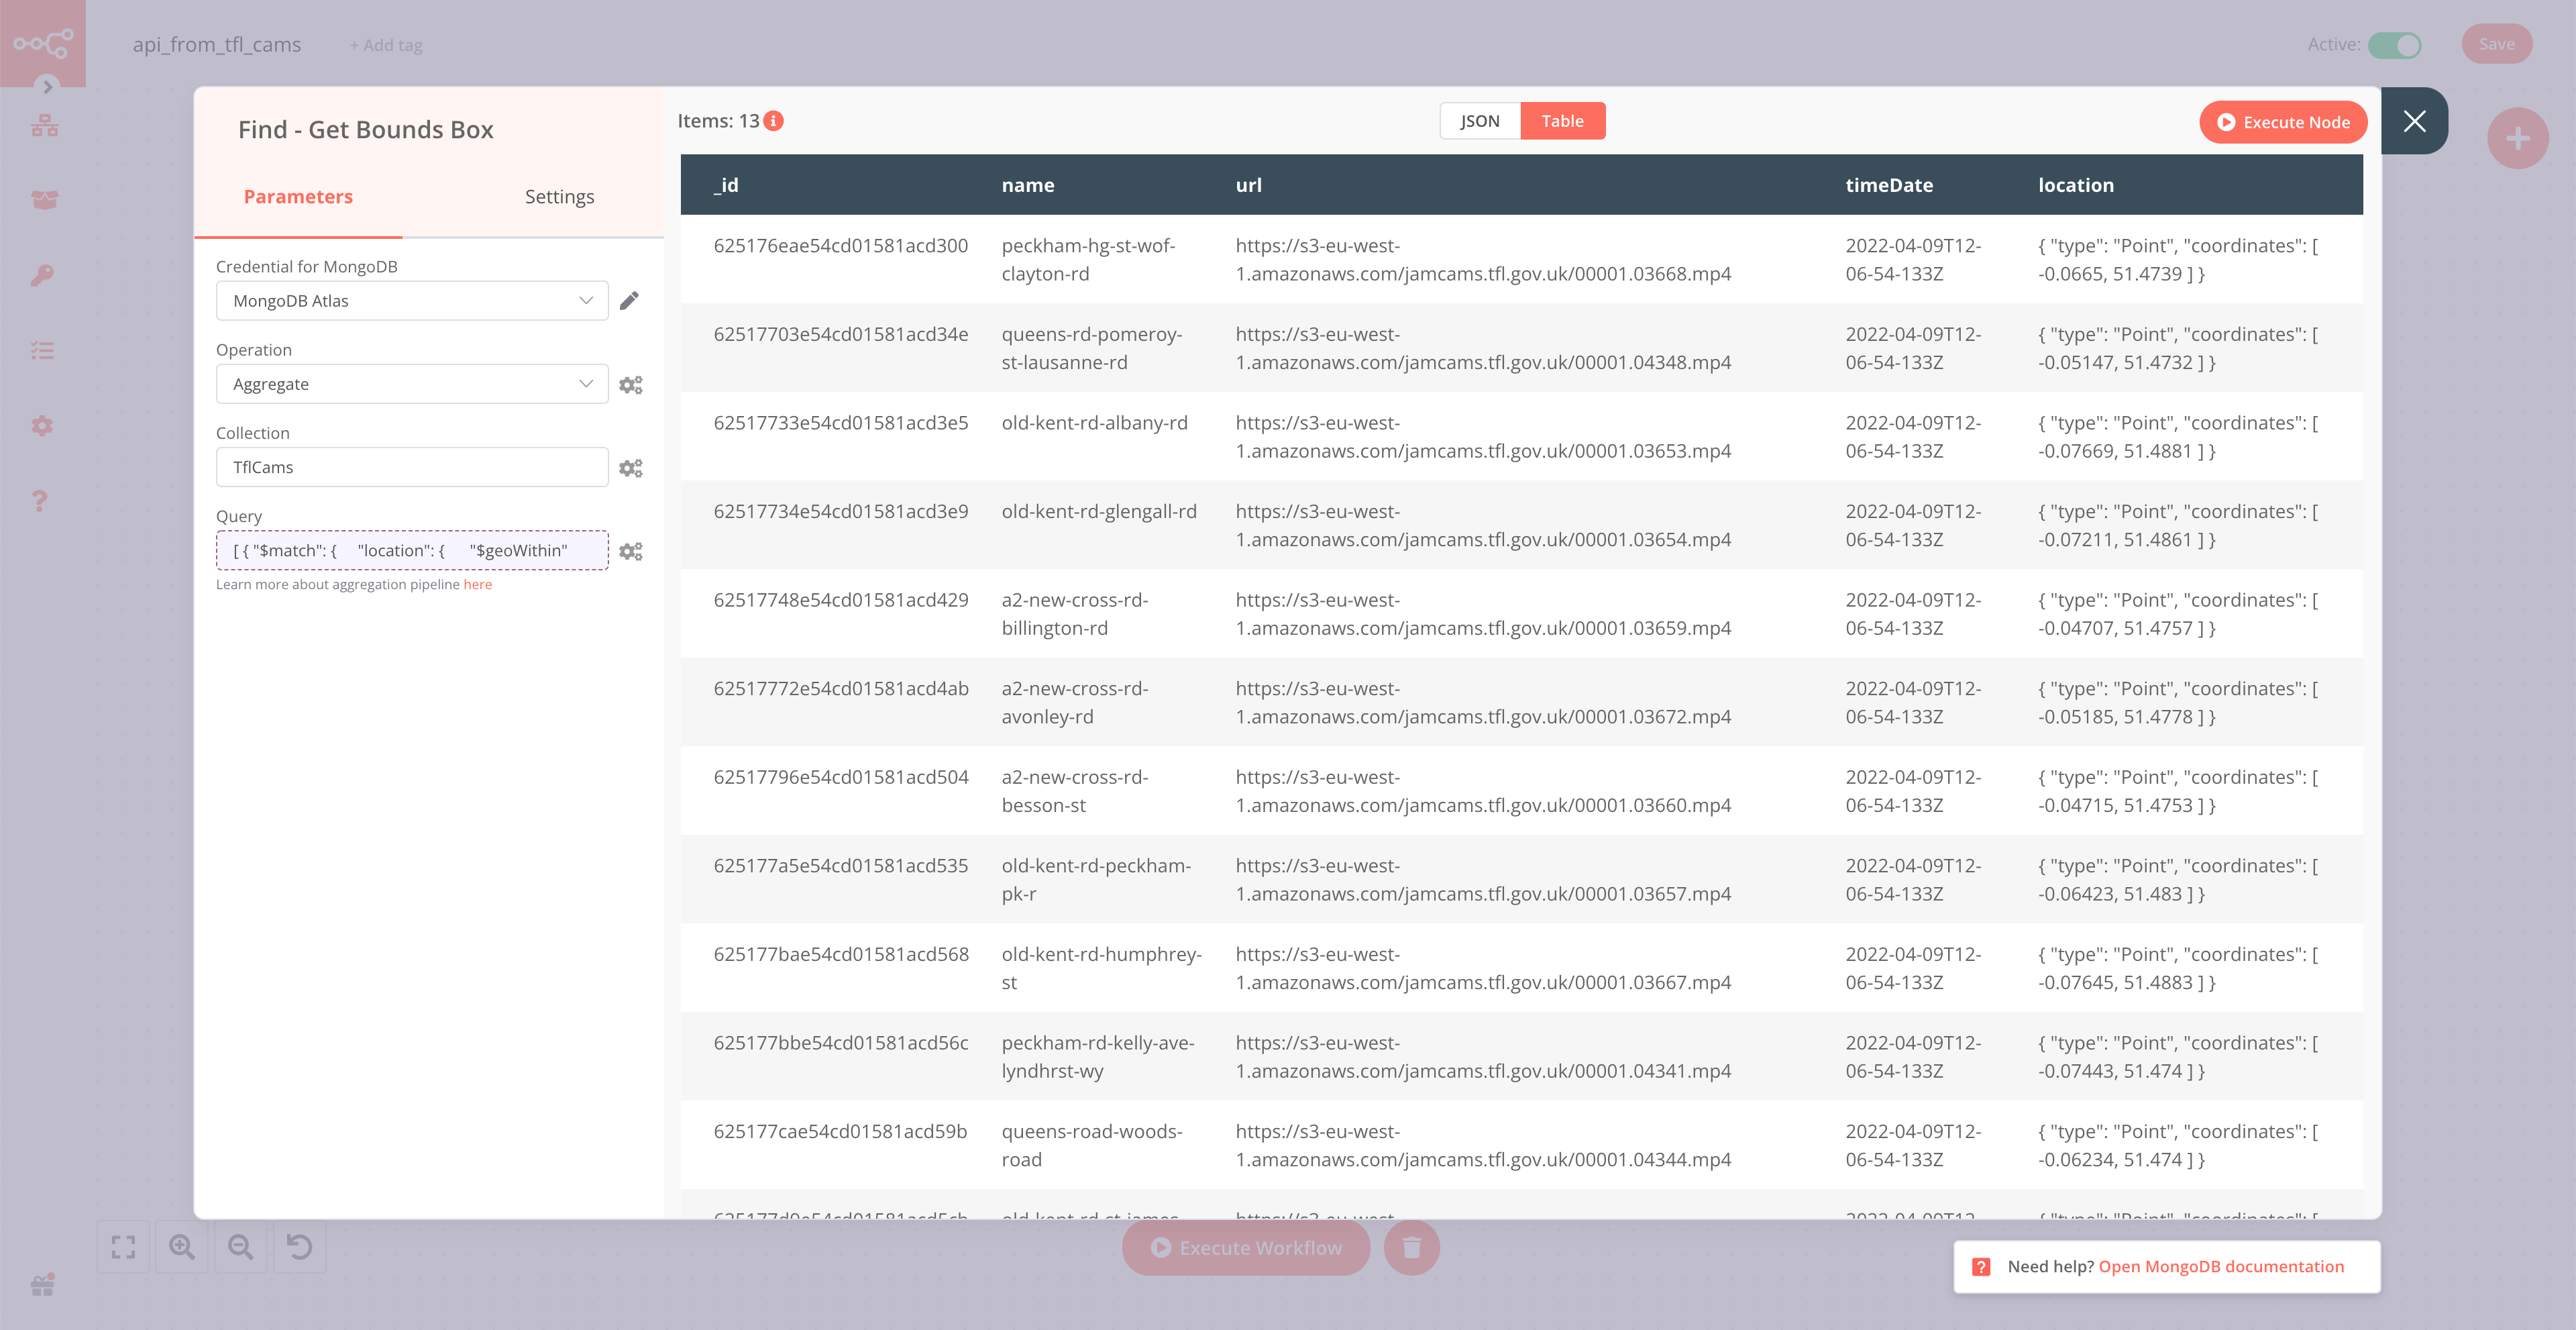 api_from_tfl_cams
+ Add tag
Active:
Save
Find - Get Bounds Box
Parameters
Settings
Credential for MongoDB
MongoDB Atlas
Operation
Aggregate
Collection
TflCams
Query
[ { "$match": { "location": { "$geoWithin"
Learn more about aggregation pipeline here
Items: 13
JSON
Table
Execute Node
_id name url timeDate location
625176eae54cd01581acd300 peckham-hg-st-wof- https://s3-eu-west- 2022-04-09T12- { "type": "Point", "coordinates": [
clayton-rd 1.amazonaws.com/jamcams.tfl.gov.uk/00001.03668.mp4 06-54-133Z -0.0665, 51.4739 ] }
62517703e54cd01581acd34e queens-rd-pomeroy- https://s3-eu-west- 2022-04-09T12- { "type": "Point", "coordinates": [
st-lausanne-rd 1.amazonaws.com/jamcams.tfl.gov.uk/00001.04348.mp4 06-54-133Z -0.05147, 51.4732 ] }
62517733e54cd01581acd3e5 old-kent-rd-albany-rd https://s3-eu-west- 2022-04-09T12- { "type": "Point", "coordinates": [
1.amazonaws.com/jamcams.tfl.gov.uk/00001.03653.mp4 06-54-133Z -0.07669, 51.4881 ] }
62517734e54cd01581acd3e9 old-kent-rd-glengall-rd https://s3-eu-west- 2022-04-09T12- { "type": "Point", "coordinates": [
1.amazonaws.com/jamcams.tfl.gov.uk/00001.03654.mp4 06-54-133Z -0.07211, 51.4861 ] }
62517748e54cd01581acd429 a2-new-cross-rd- https://s3-eu-west- 2022-04-09T12- { "type": "Point", "coordinates": [
billington-rd 1.amazonaws.com/jamcams.tfl.gov.uk/00001.03659.mp4 06-54-133Z -0.04707, 51.4757 ] }
62517772e54cd01581acd4ab a2-new-cross-rd- https://s3-eu-west- 2022-04-09T12- { "type": "Point", "coordinates": [
avonley-rd 1.amazonaws.com/jamcams.tfl.gov.uk/00001.03672.mp4 06-54-133Z -0.05185, 51.4778 ] }
62517796e54cd01581acd504 a2-new-cross-rd- https://s3-eu-west- 2022-04-09T12- { "type": "Point", "coordinates": [
besson-st 1.amazonaws.com/jamcams.tfl.gov.uk/00001.03660.mp4 06-54-133Z -0.04715, 51.4753 ] }
625177a5e54cd01581acd535 old-kent-rd-peckham- https://s3-eu-west- 2022-04-09T12- { "type": "Point", "coordinates": [
pk-r 1.amazonaws.com/jamcams.tfl.gov.uk/00001.03657.mp4 06-54-133Z -0.06423, 51.483 ] }
625177bae54cd01581acd568 old-kent-rd-humphrey- https://s3-eu-west- 2022-04-09T12- { "type": "Point", "coordinates": [
st 1.amazonaws.com/jamcams.tfl.gov.uk/00001.03667.mp4 06-54-133Z -0.07645, 51.4883 ] }
625177bbe54cd01581acd56c peckham-rd-kelly-ave- https://s3-eu-west- 2022-04-09T12- { "type": "Point", "coordinates": [
lyndhrst-wy 1.amazonaws.com/jamcams.tfl.gov.uk/00001.04341.mp4 06-54-133Z -0.07443, 51.474 ] }
625177cae54cd01581acd59b queens-road-woods- https://s3-eu-west- 2022-04-09T12- { "type": "Point", "coordinates": [
road 1.amazonaws.com/jamcams.tfl.gov.uk/00001.04344.mp4 06-54-133Z -0.06234, 51.474 ] }
Execute Workflow
Need help? Open MongoDB documentation